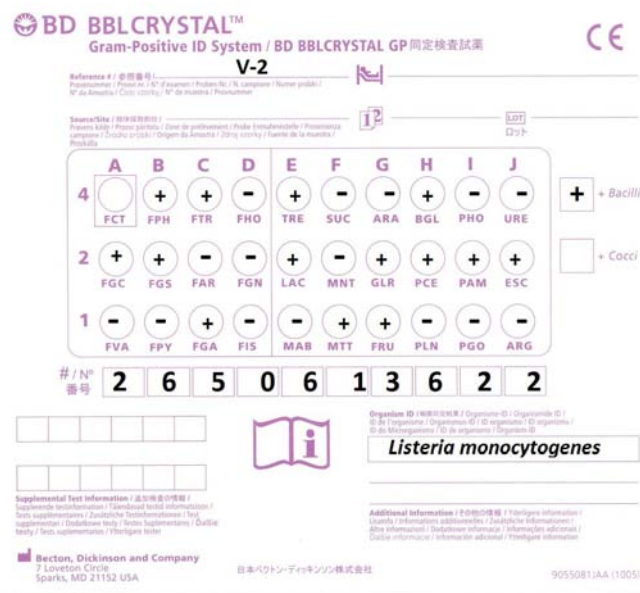 BD BBLCRYSTAL™
Gram-Positive ID System / BD BBLCRYSTAL GP同定検査試薬
CE
V-2
Reference # / 参照番号/
Source/Site / 検体採取部位 /
LOT
ロット
A B C D E F G H I J
4 + + - + - - + - - + + Bacilli
FCT FPH FTR FHO TRE SUC ARA BGL PHO URE
2 + + - - + - + + + + + Cocci
FGC FGS FAR FGN LAC MNT GLR PCE PAM ESC
1 - - + - - + + - - -
FVA FPY FGA FIS MAB MTT FRU PLN PGO ARG
# / Nº
番号
2 6 5 0 6 1 3 6 2 2
Organism ID /
Listeria monocytogenes
Supplemental Test Information / 追加検査の情報 /
Additional Information / その他の情報 /
Becton, Dickinson and Company
7 Loveton Circle
Sparks, MD 21152 USA
日本ベクトン・ディッキンソン株式会社
9055081JAA (1005)